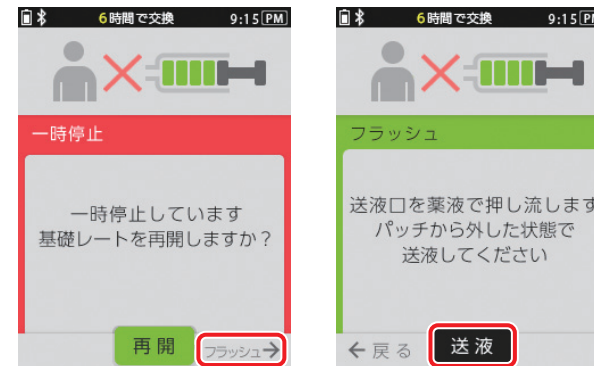 6時間で交換 9:15 PM
一時停止
一時停止しています
基礎レートを再開しますか？
再開 フラッシュ→
6時間で交換 9:15 PM
フラッシュ
送液口を薬液で押し流します
パッチから外した状態で
送液してください
←戻る 送液